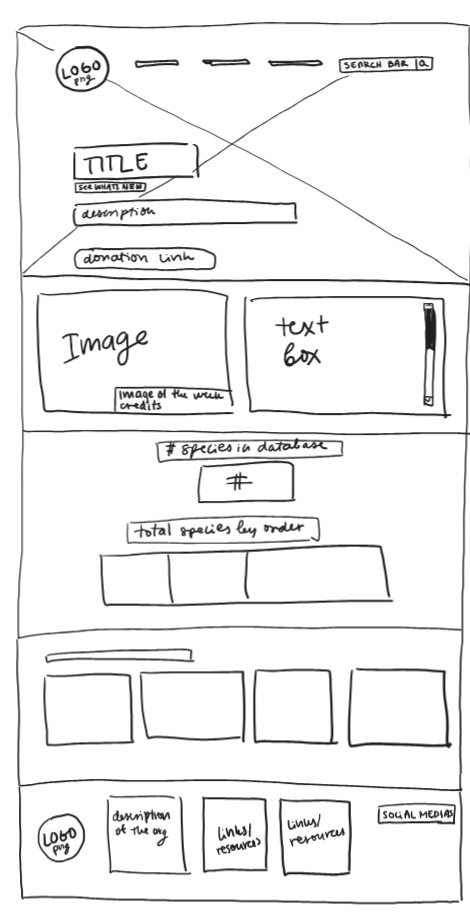 LOGO
png
SEARCH BAR
TITLE
SEE WHATS NEW
description
donation link
Image
Image of the week
credits
text
box
# species in database
#
total species by order
LOGO
png
description
of the org
links/
resources
links/
resources
SOCIAL MEDIAS